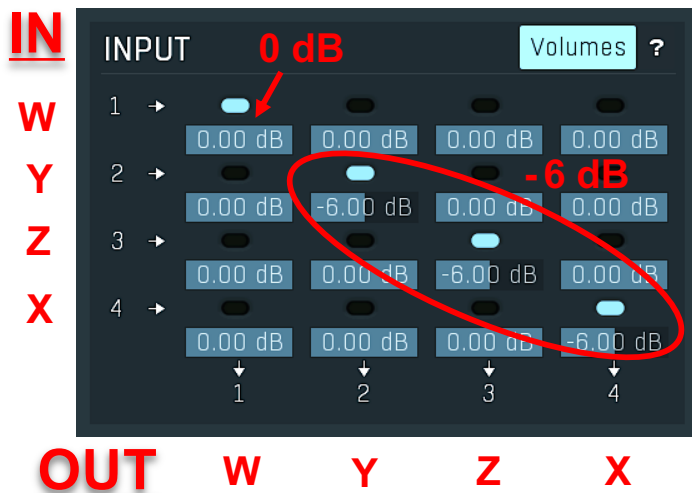 IN
INPUT
0 dB
Volumes ?
W
1
0.00 dB 0.00 dB 0.00 dB 0.00 dB
Y
2
-6 dB
0.00 dB -6.00 dB 0.00 dB 0.00 dB
Z
3
0.00 dB 0.00 dB -6.00 dB 0.00 dB
X
4
0.00 dB 0.00 dB 0.00 dB -6.00 dB
1 2 3 4
OUT W Y Z X